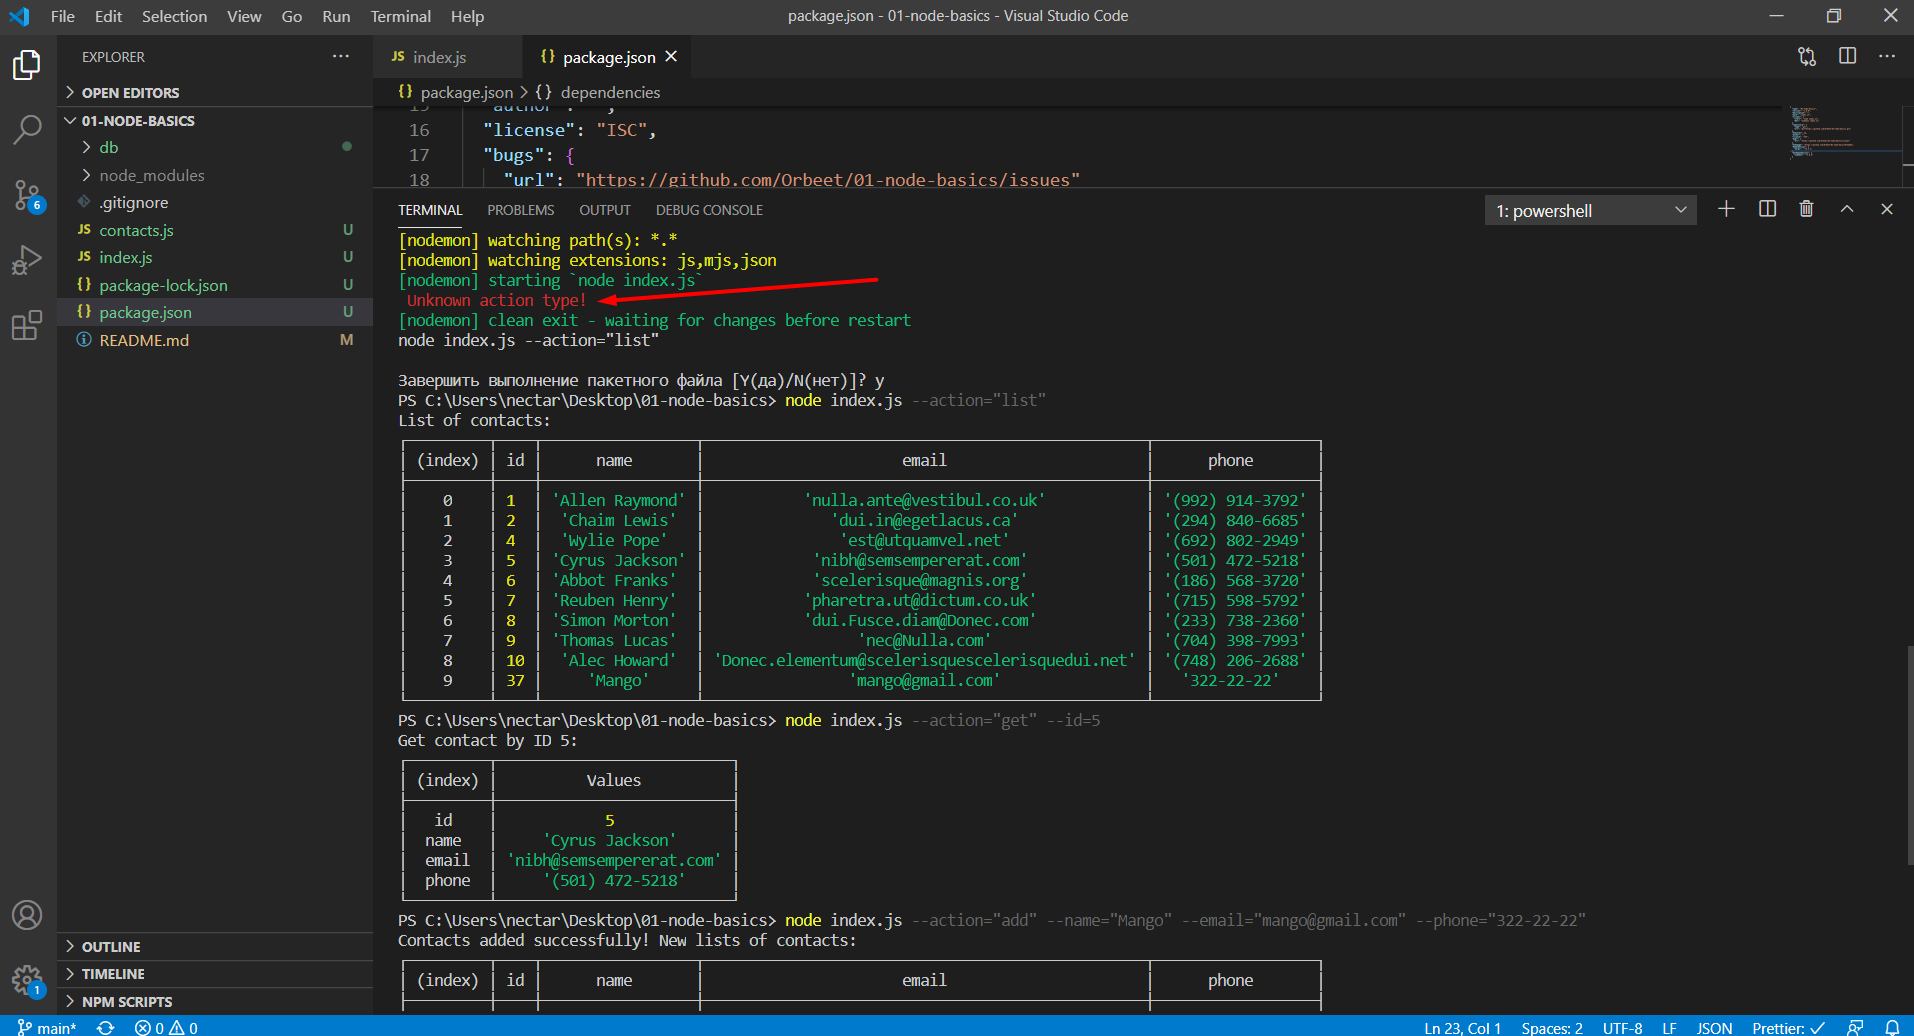 File Edit Selection View Go Run Terminal Help
package.json - 01-node-basics - Visual Studio Code
EXPLORER
OPEN EDITORS
01-NODE-BASICS
db
node_modules
.gitignore
JS contacts.js U
JS index.js U
{} package-lock.json U
{} package.json U
README.md M
OUTLINE
TIMELINE
NPM SCRIPTS
6
1
JS index.js
{} package.json
{} package.json > {} dependencies
16 "license": "ISC",
17 "bugs": {
18 "url": "https://github.com/Orbeet/01-node-basics/issues"
TERMINAL PROBLEMS OUTPUT DEBUG CONSOLE
1: powershell
[nodemon] watching path(s): *.*
[nodemon] watching extensions: js,mjs,json
[nodemon] starting `node index.js`
Unknown action type!
[nodemon] clean exit - waiting for changes before restart
node index.js --action="list"
Завершить выполнение пакетного файла [Y(да)/N(нет)]? y
PS C:\Users\nectar\Desktop\01-node-basics> node index.js --action="list"
List of contacts:
(index) id name email phone
0 1 'Allen Raymond' 'nulla.ante@vestibul.co.uk' '(992) 914-3792'
1 2 'Chaim Lewis' 'dui.in@egetlacus.ca' '(294) 840-6685'
2 4 'Wylie Pope' 'est@utquamvel.net' '(692) 802-2949'
3 5 'Cyrus Jackson' 'nibh@semsempererat.com' '(501) 472-5218'
4 6 'Abbot Franks' 'scelerisque@magnis.org' '(186) 568-3720'
5 7 'Reuben Henry' 'pharetra.ut@dictum.co.uk' '(715) 598-5792'
6 8 'Simon Morton' 'dui.Fusce.diam@Donec.com' '(233) 738-2360'
7 9 'Thomas Lucas' 'nec@Nulla.com' '(704) 398-7993'
8 10 'Alec Howard' 'Donec.elementum@scelerisquescelerisquedui.net' '(748) 206-2688'
9 37 'Mango' 'mango@gmail.com' '322-22-22'
PS C:\Users\nectar\Desktop\01-node-basics> node index.js --action="get" --id=5
Get contact by ID 5:
(index) Values
id 5
name 'Cyrus Jackson'
email 'nibh@semsempererat.com'
phone '(501) 472-5218'
PS C:\Users\nectar\Desktop\01-node-basics> node index.js --action="add" --name="Mango" --email="mango@gmail.com" --phone="322-22-22"
Contacts added successfully! New lists of contacts:
(index) id name email phone
main* 0 0 Ln 23, Col 1 Spaces: 2 UTF-8 LF JSON Prettier: ✓